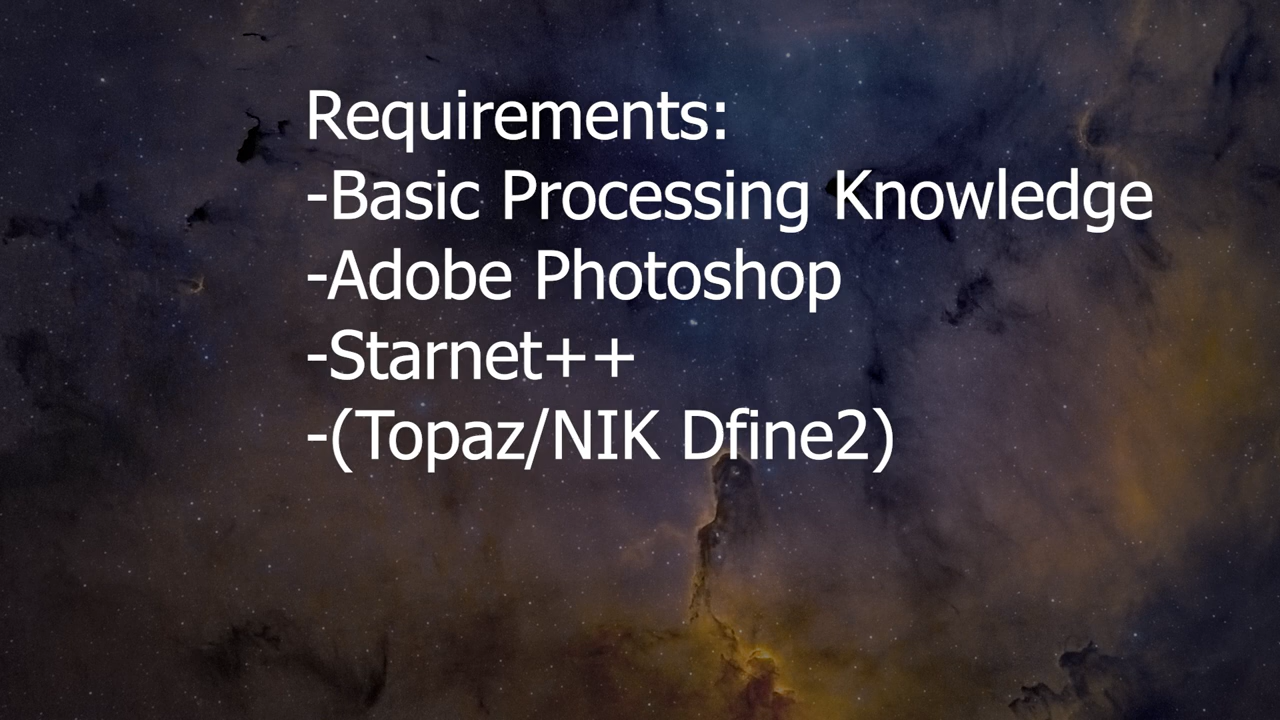 Requirements:
-Basic Processing Knowledge
-Adobe Photoshop
-Starnet++
-(Topaz/NIK Dfine2)